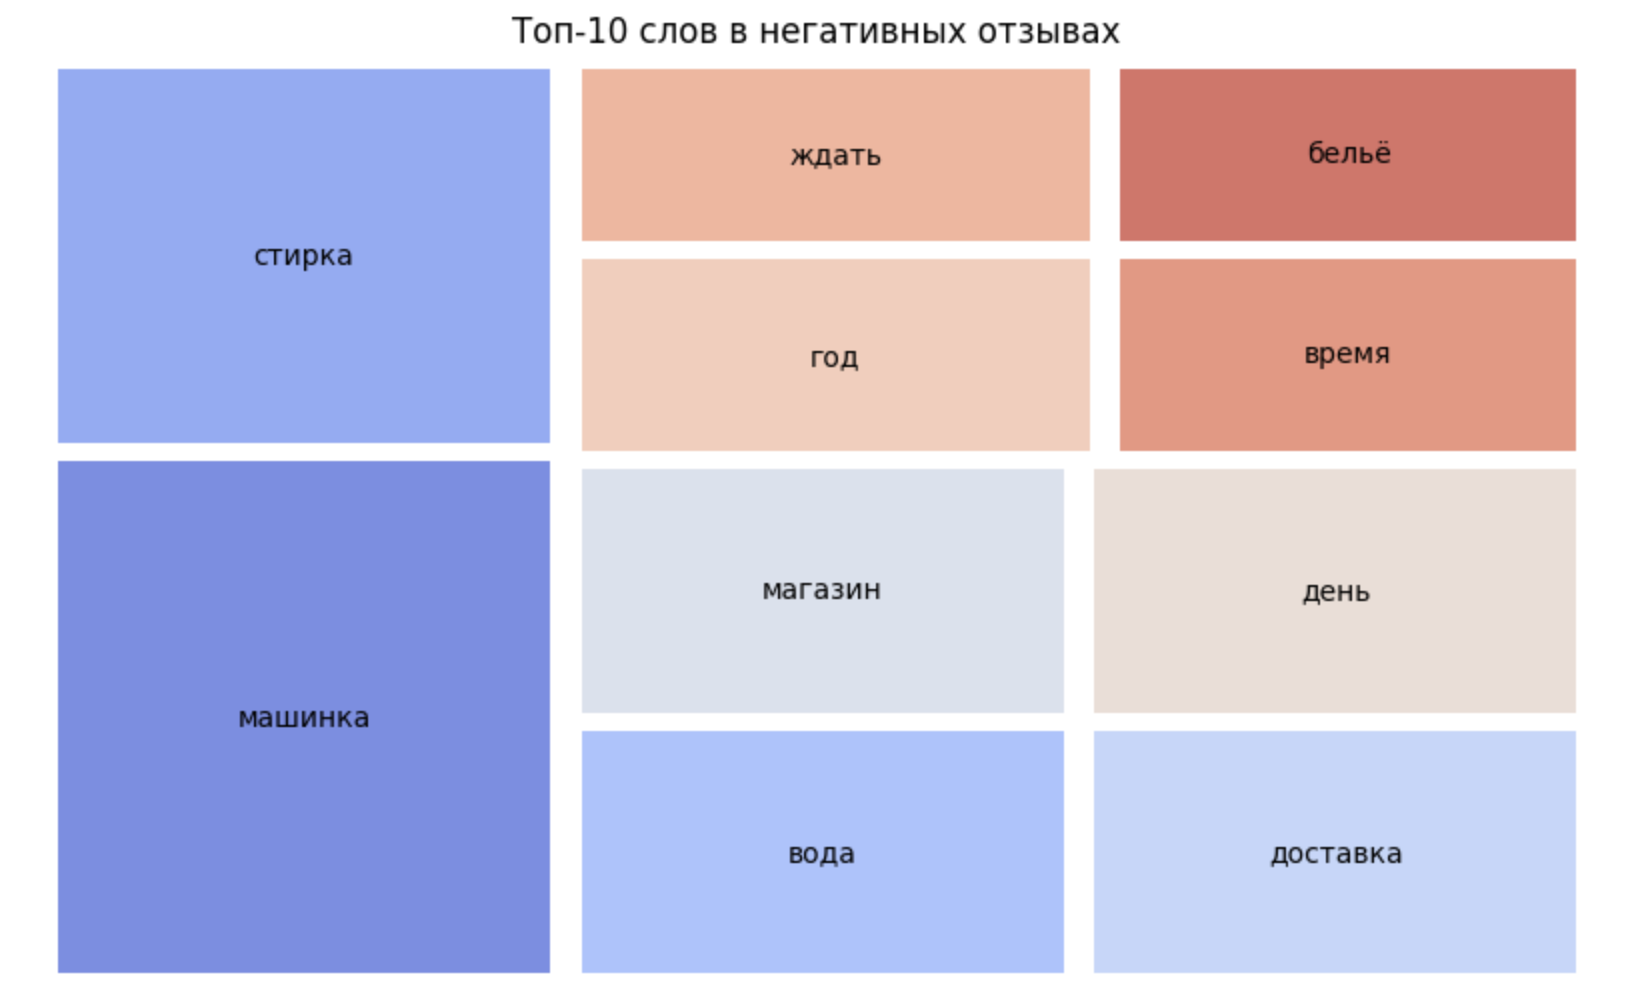 Топ-10 слов в негативных отзывах
стирка
ждать
бельё
год
время
машинка
магазин
день
вода
доставка